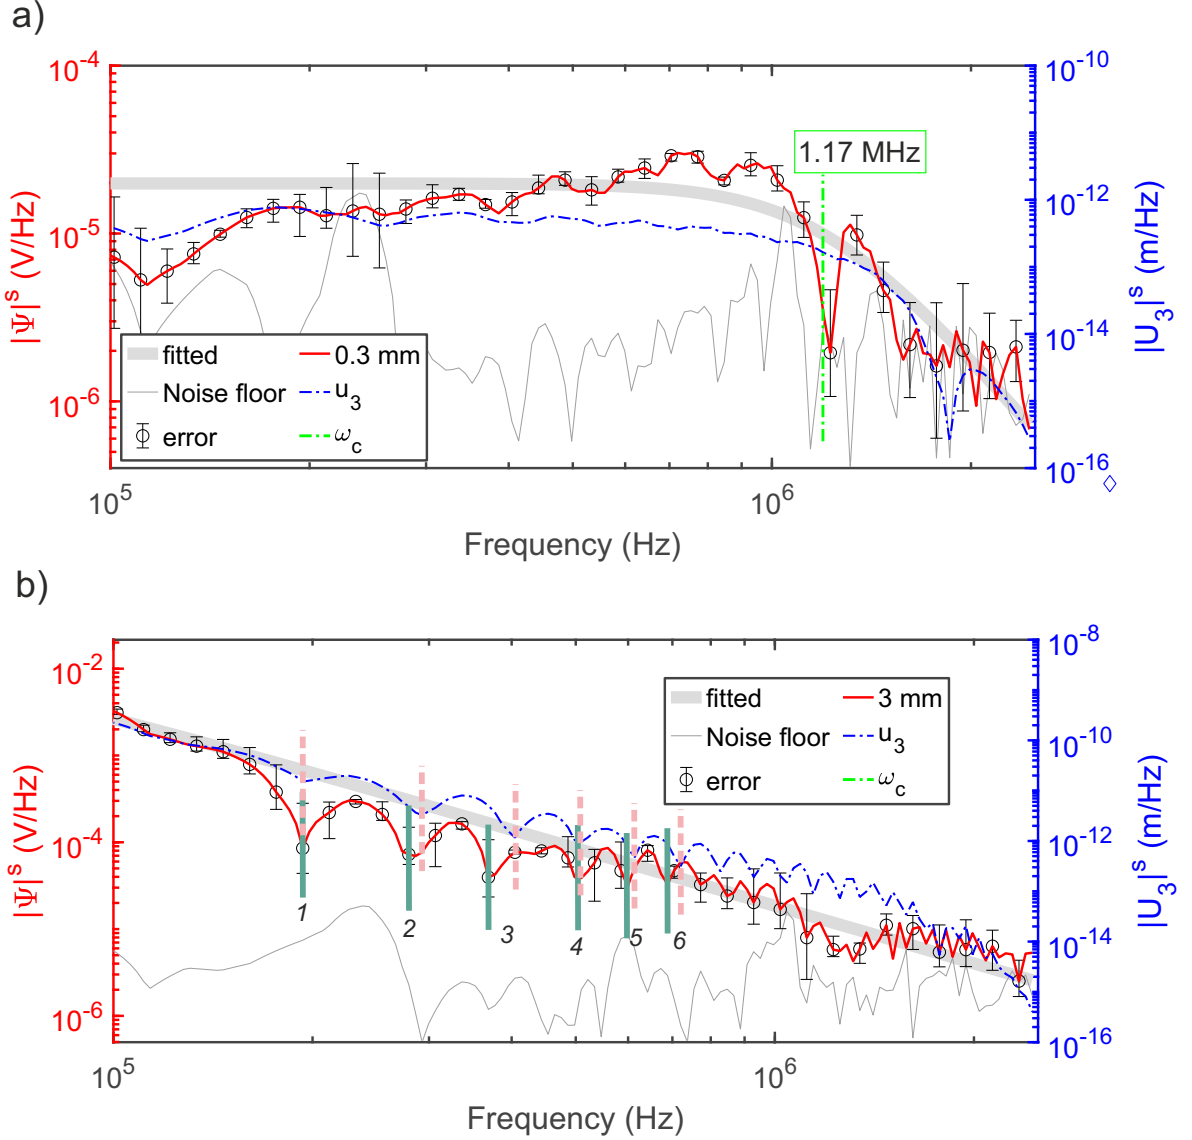 a)
10^-4
10^-5
10^-6
|Ψ|^s (V/Hz)
1.17 MHz
10^-10
10^-12
10^-14
10^-16
|U_3|^s (m/Hz)
fitted
0.3 mm
Noise floor
u_3
error
ω_c
10^5
10^6
Frequency (Hz)
b)
10^-2
10^-4
10^-6
|Ψ|^s (V/Hz)
fitted
3 mm
Noise floor
u_3
error
ω_c
10^-8
10^-10
10^-12
10^-14
10^-16
|U_3|^s (m/Hz)
1
2
3
4
5
6
10^5
10^6
Frequency (Hz)